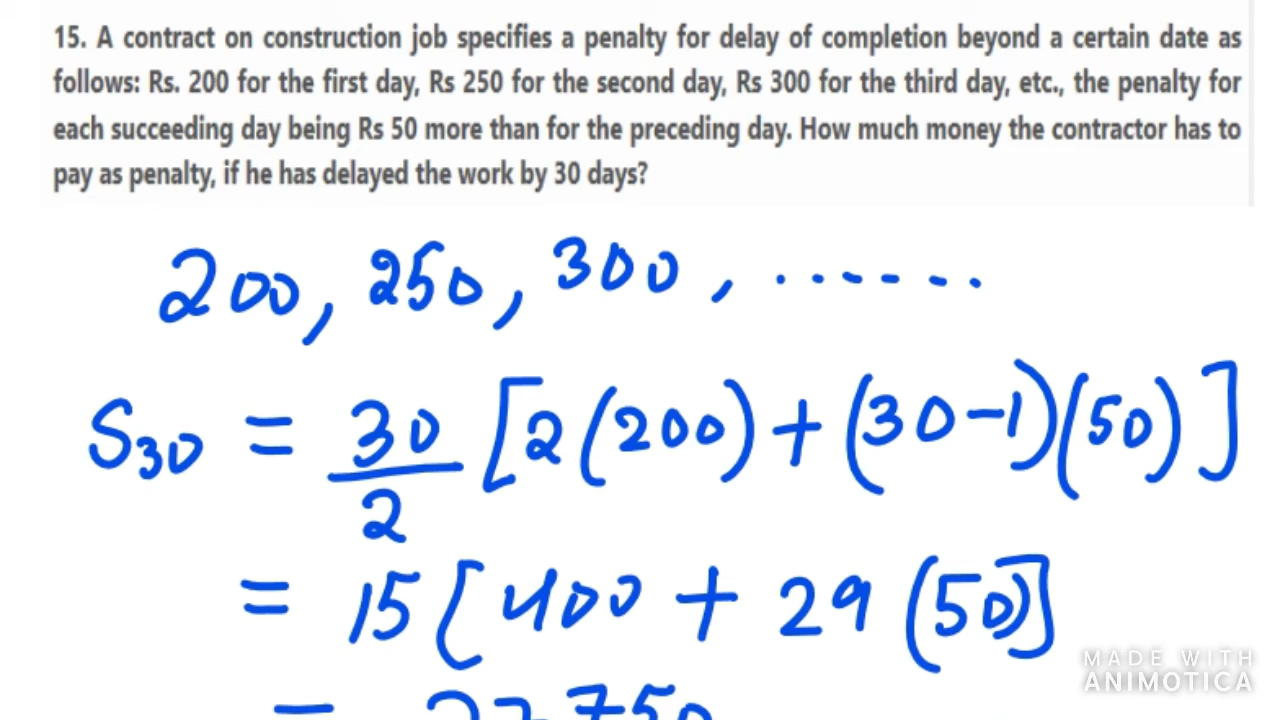 15. A contract on construction job specifies a penalty for delay of completion beyond a certain date as
follows: Rs. 200 for the first day, Rs 250 for the second day, Rs 300 for the third day, etc., the penalty for
each succeeding day being Rs 50 more than for the preceding day. How much money the contractor has to
pay as penalty, if he has delayed the work by 30 days?
200, 250, 300, .......
S30 = 30/2 [2(200) + (30-1)(50)]
= 15[400 + 29(50)]
= 27750
MADE WITH
ANIMOTICA